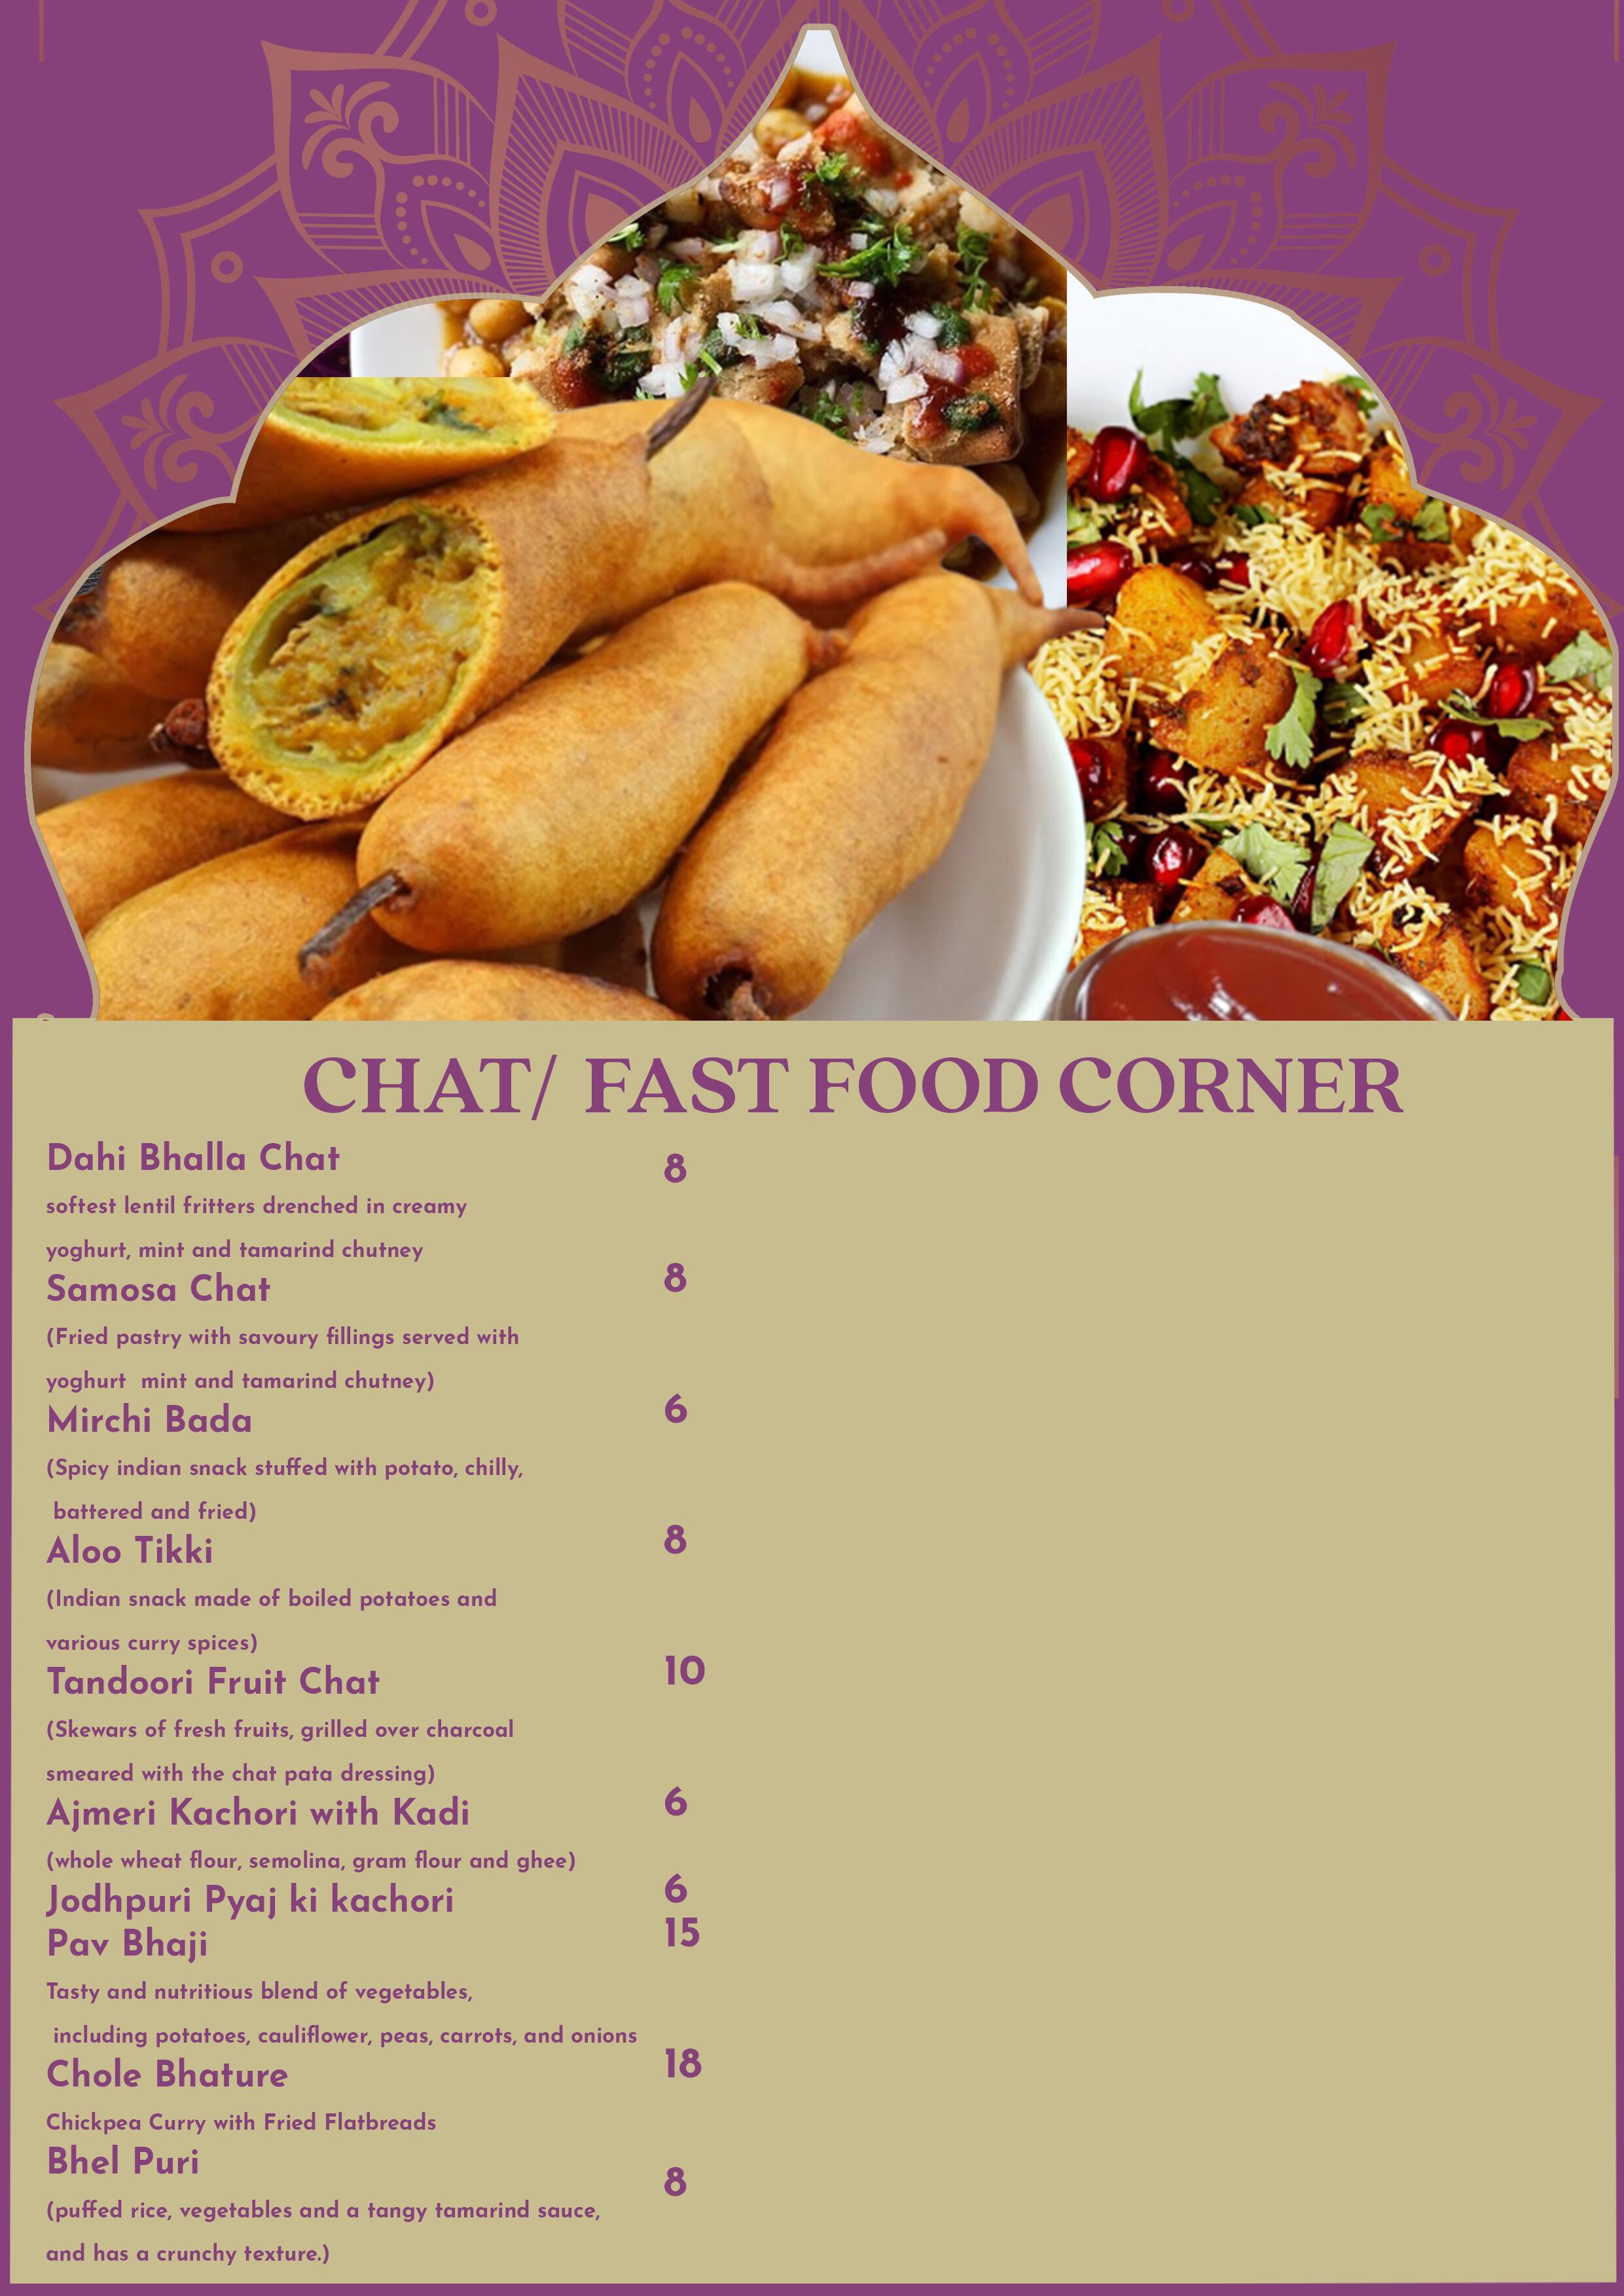 CHAT/ FAST FOOD CORNER
Dahi Bhalla Chat 8
softest lentil fritters drenched in creamy
yoghurt, mint and tamarind chutney
Samosa Chat 8
(Fried pastry with savoury fillings served with
yoghurt mint and tamarind chutney)
Mirchi Bada 6
(Spicy indian snack stuffed with potato, chilly,
battered and fried)
Aloo Tikki 8
(Indian snack made of boiled potatoes and
various curry spices)
Tandoori Fruit Chat 10
(Skewars of fresh fruits, grilled over charcoal
smeared with the chat pata dressing)
Ajmeri Kachori with Kadi 6
(whole wheat flour, semolina, gram flour and ghee)
Jodhpuri Pyaj ki kachori 6
Pav Bhaji 15
Tasty and nutritious blend of vegetables,
including potatoes, cauliflower, peas, carrots, and onions
Chole Bhature 18
Chickpea Curry with Fried Flatbreads
Bhel Puri 8
(puffed rice, vegetables and a tangy tamarind sauce,
and has a crunchy texture.)